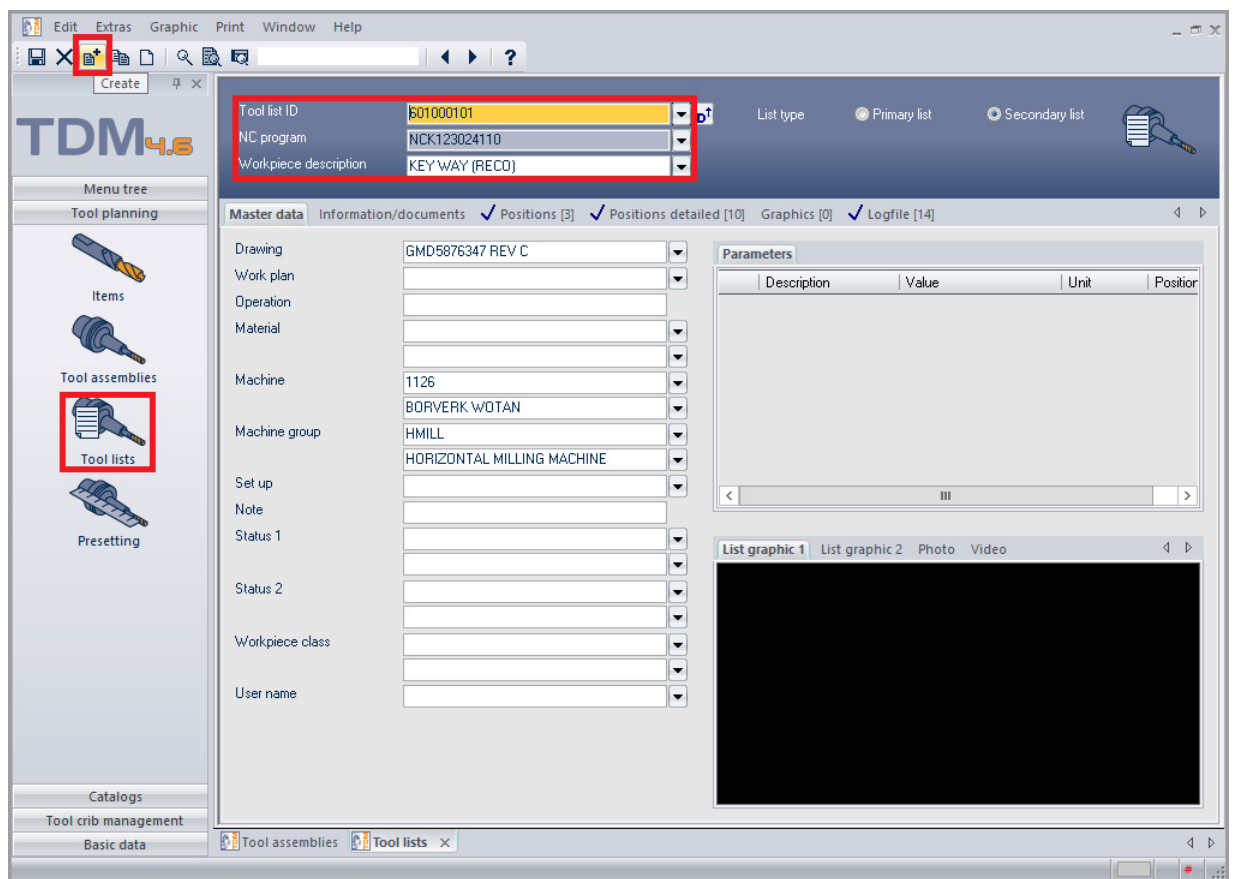 Edit Extras Graphic Print Window Help
?
Create
TDM4.6
Menu tree
Tool planning
Items
Tool assemblies
Tool lists
Presetting
Catalogs
Tool crib management
Basic data
Tool list ID 601000101 List type Primary list Secondary list
NC program NCK123024110
Workpiece description KEY WAY (RECO)
Master data Information/documents Positions [3] Positions detailed [10] Graphics [0] Logfile [14]
Drawing GMD5876347 REV C
Work plan
Operation
Material
Machine 1126
BORVERK WOTAN
Machine group HMILL
HORIZONTAL MILLING MACHINE
Set up
Note
Status 1
Status 2
Workpiece class
User name
Parameters
Description Value Unit Position
List graphic 1 List graphic 2 Photo Video
Tool assemblies Tool lists
#